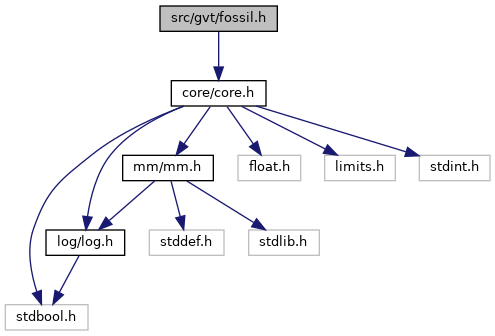 src/gvt/fossil.h
core/core.h
mm/mm.h
float.h
limits.h
stdint.h
log/log.h
stddef.h
stdlib.h
stdbool.h